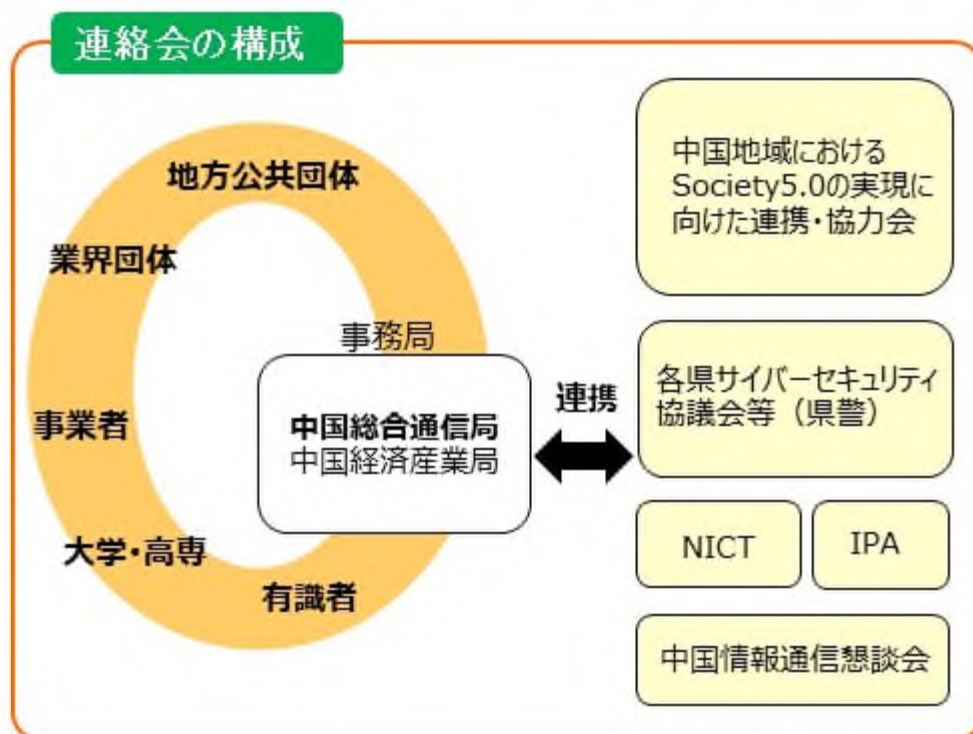 連絡会の構成
地方公共団体
業界団体
事業者
大学・高専
有識者
事務局
中国総合通信局
中国経済産業局
連携
中国地域における
Society5.0の実現に
向けた連携・協力会
各県サイバーセキュリティ
協議会等（県警）
NICT
IPA
中国情報通信懇談会